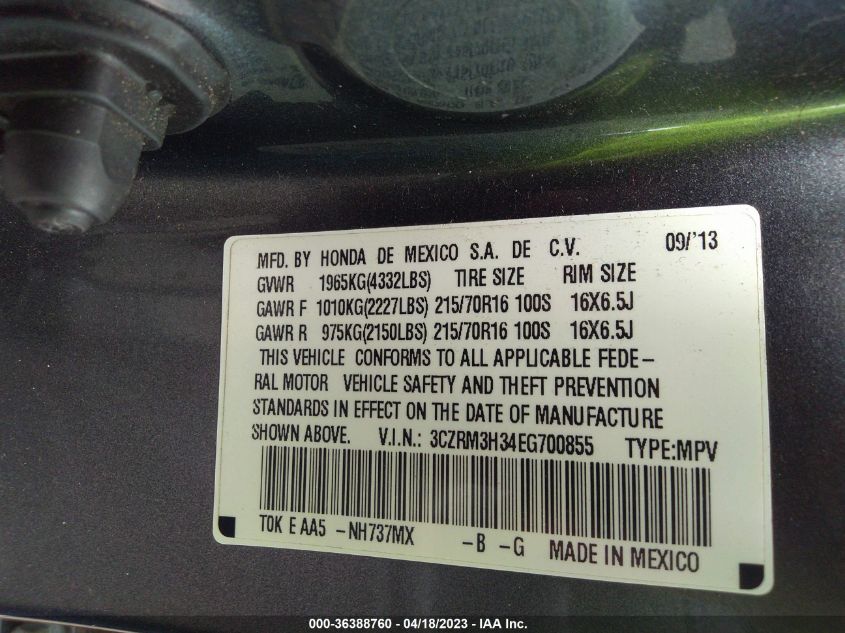 MFD. BY HONDA DE MEXICO S.A. DE C.V. 09/'13
GVWR 1965KG(4332LBS) TIRE SIZE RIM SIZE
GAWR F 1010KG(2227LBS) 215/70R16 100S 16X6.5J
GAWR R 975KG(2150LBS) 215/70R16 100S 16X6.5J
THIS VEHICLE CONFORMS TO ALL APPLICABLE FEDE-
RAL MOTOR VEHICLE SAFETY AND THEFT PREVENTION
STANDARDS IN EFFECT ON THE DATE OF MANUFACTURE
SHOWN ABOVE. V.I.N.: 3CZRM3H34EG700855 TYPE:MPV
TOK E AA5 -NH737MX -B -G MADE IN MEXICO
000-36388760 - 04/18/2023 - IAA Inc.